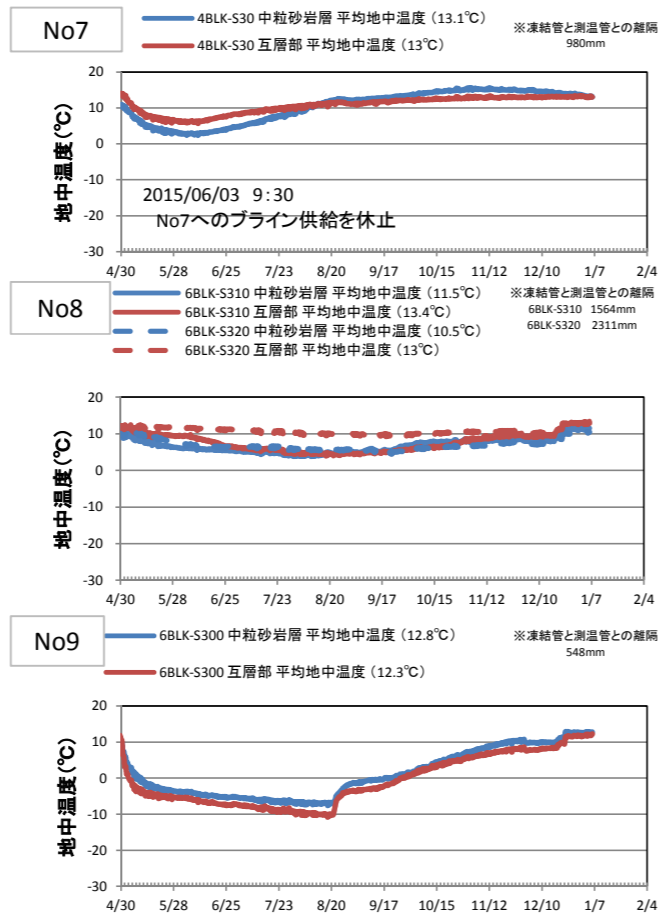 No7
4BLK-S30 中粒砂岩層 平均地中温度（13.1℃）
4BLK-S30 互層部 平均地中温度（13℃）
※凍結管と測温管との離隔
980mm
地中温度(℃)
20
10
0
-10
-20
-30
2015/06/03 9:30
No7へのブライン供給を休止
4/30 5/28 6/25 7/23 8/20 9/17 10/15 11/12 12/10 1/7 2/4
No8
6BLK-S310 中粒砂岩層 平均地中温度（11.5℃）
6BLK-S310 互層部 平均地中温度（13.4℃）
6BLK-S320 中粒砂岩層 平均地中温度（10.5℃）
6BLK-S320 互層部 平均地中温度（13℃）
※凍結管と測温管との離隔
6BLK-S310 1564mm
6BLK-S320 2311mm
地中温度(℃)
20
10
0
-10
-20
-30
4/30 5/28 6/25 7/23 8/20 9/17 10/15 11/12 12/10 1/7 2/4
No9
6BLK-S300 中粒砂岩層 平均地中温度（12.8℃）
6BLK-S300 互層部 平均地中温度（12.3℃）
※凍結管と測温管との離隔
548mm
地中温度(℃)
20
10
0
-10
-20
-30
4/30 5/28 6/25 7/23 8/20 9/17 10/15 11/12 12/10 1/7 2/4